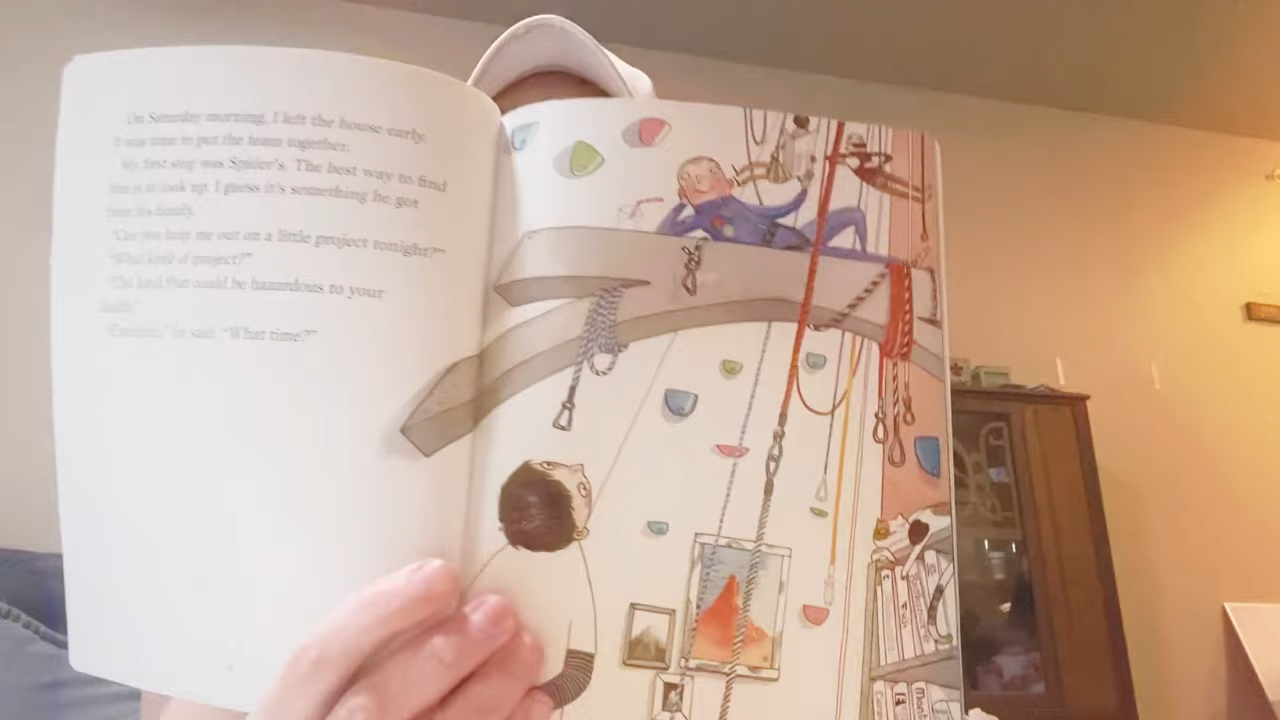 On Saturday morning, I left the house early.
It was time to put the team together.
My first stop was Spider's. The best way to find
him is to look up. I guess it's something he got
from his family.
"Can you help me out on a little project tonight?"
"What kind of project?"
"The kind that could be hazardous to your
health."
he said. "What time?"